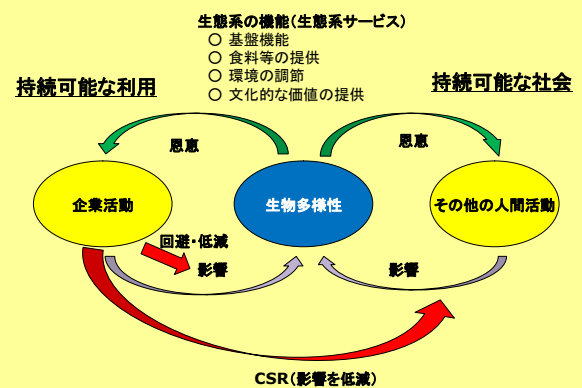 生態系の機能(生態系サービス)
○ 基盤機能
○ 食料等の提供
○ 環境の調節
○ 文化的な価値の提供
持続可能な利用
持続可能な社会
恩恵
恩恵
企業活動
生物多様性
その他の人間活動
回避・低減
影響
影響
CSR(影響を低減)